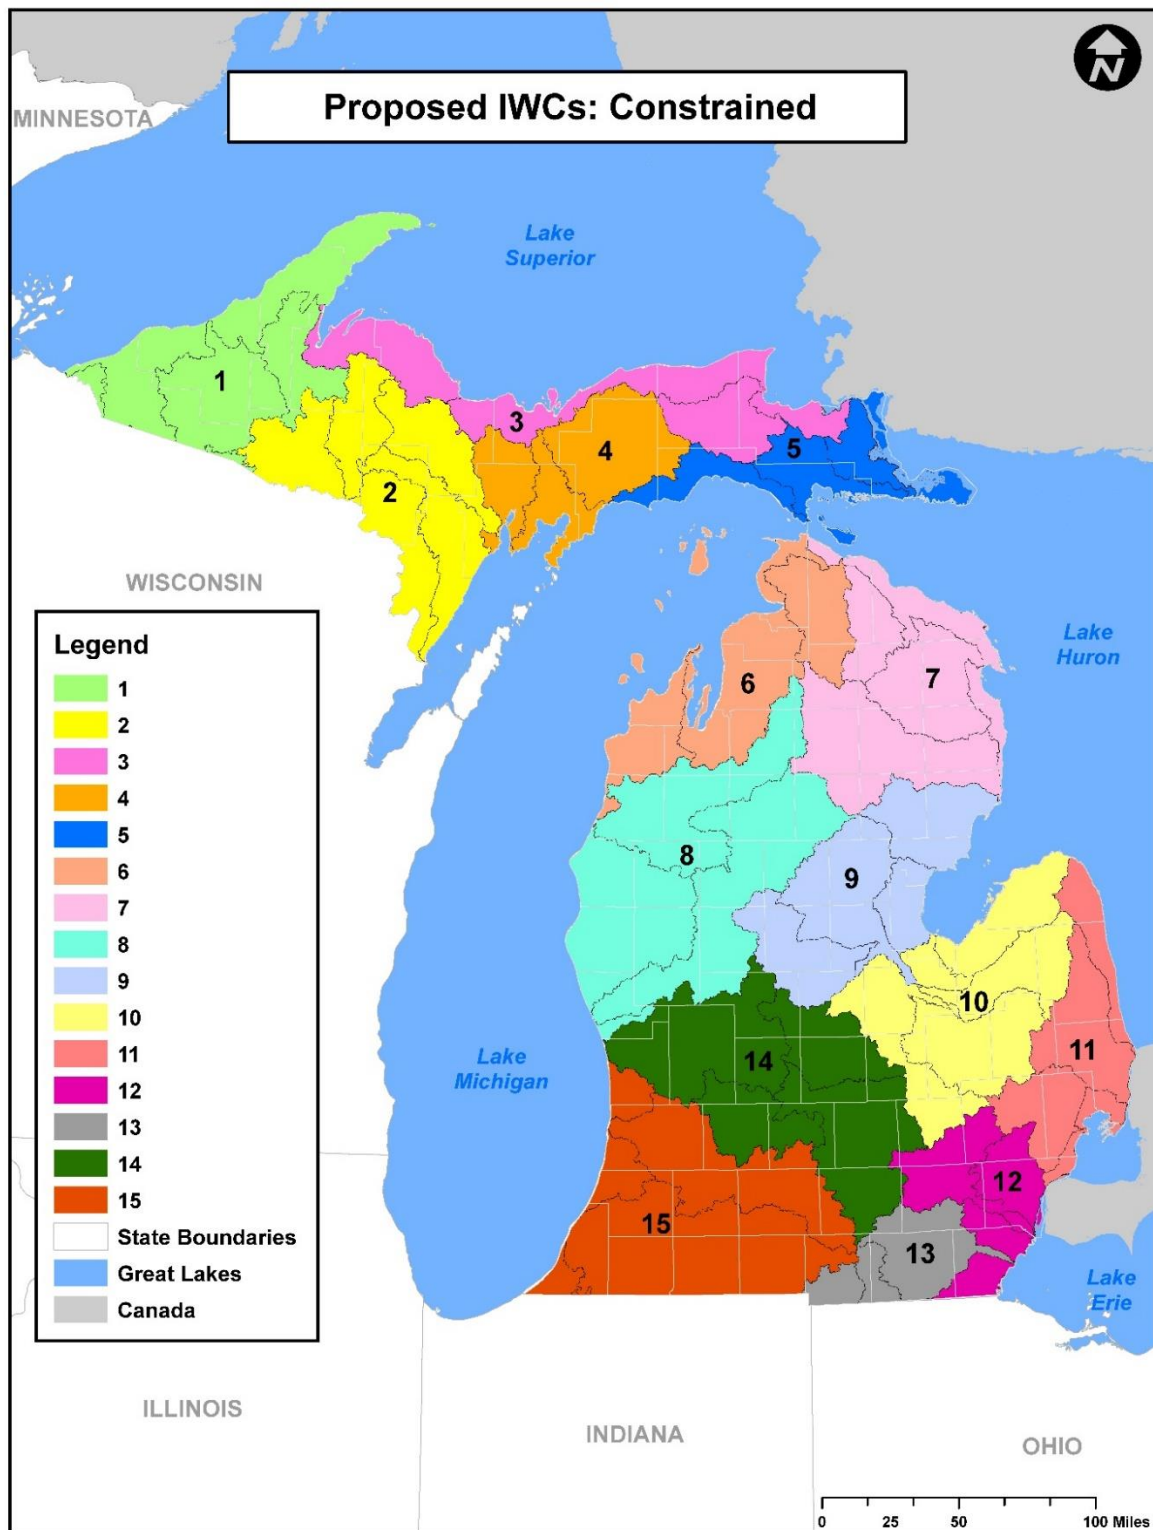 N
Proposed IWCs: Constrained
MINNESOTA
Lake
Superior
1
3
4
5
2
WISCONSIN
Lake
Huron
6
7
8
9
10
11
14
Lake
Michigan
12
15
13
Lake
Erie
Legend
1
2
3
4
5
6
7
8
9
10
11
12
13
14
15
State Boundaries
Great Lakes
Canada
ILLINOIS
INDIANA
OHIO
0 25 50 100 Miles